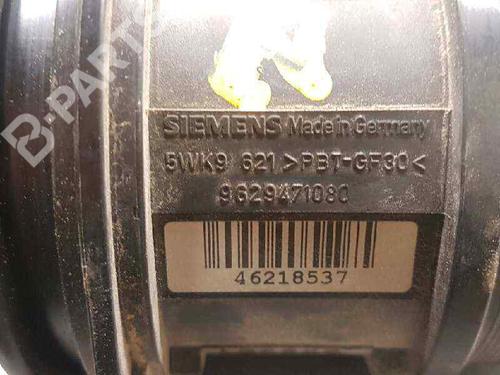 B-PARTS
SIEMENS Made in Germany
5WK9 621 >PBT-GF30<
9629471080
46218537